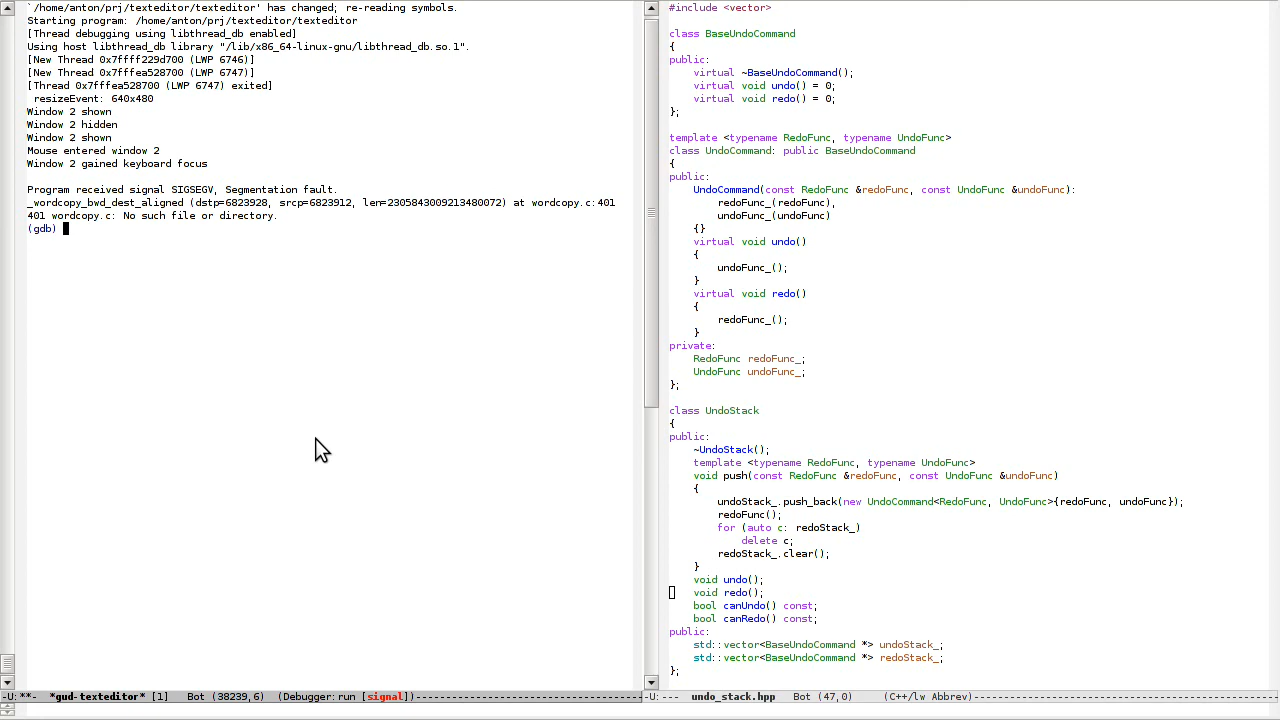 `/home/anton/prj/texteditor/texteditor' has changed; re-reading symbols.
Starting program: /home/anton/prj/texteditor/texteditor
[Thread debugging using libthread_db enabled]
Using host libthread_db library "/lib/x86_64-linux-gnu/libthread_db.so.1".
[New Thread 0x7ffff229d700 (LWP 6746)]
[New Thread 0x7fffea528700 (LWP 6747)]
[Thread 0x7fffea528700 (LWP 6747) exited]
 resizeEvent: 640x480
Window 2 shown
Window 2 hidden
Window 2 shown
Mouse entered window 2
Window 2 gained keyboard focus

Program received signal SIGSEGV, Segmentation fault.
_wordcopy_bwd_dest_aligned (dstp=6823928, srcp=6823912, len=2305843009213480072) at wordcopy.c:401
401 wordcopy.c: No such file or directory.
(gdb)
-U:**-  *gud-texteditor* [1]   Bot (38239,6)  (Debugger:run [signal])
#include <vector>

class BaseUndoCommand
{
public:
    virtual ~BaseUndoCommand();
    virtual void undo() = 0;
    virtual void redo() = 0;
};

template <typename RedoFunc, typename UndoFunc>
class UndoCommand: public BaseUndoCommand
{
public:
    UndoCommand(const RedoFunc &redoFunc, const UndoFunc &undoFunc):
        redoFunc_(redoFunc),
        undoFunc_(undoFunc)
    {}
    virtual void undo()
    {
        undoFunc_();
    }
    virtual void redo()
    {
        redoFunc_();
    }
private:
    RedoFunc redoFunc_;
    UndoFunc undoFunc_;
};

class UndoStack
{
public:
    ~UndoStack();
    template <typename RedoFunc, typename UndoFunc>
    void push(const RedoFunc &redoFunc, const UndoFunc &undoFunc)
    {
        undoStack_.push_back(new UndoCommand<RedoFunc, UndoFunc>{redoFunc, undoFunc});
        redoFunc();
        for (auto c: redoStack_)
            delete c;
        redoStack_.clear();
    }
    void undo();
    void redo();
    bool canUndo() const;
    bool canRedo() const;
public:
    std::vector<BaseUndoCommand *> undoStack_;
    std::vector<BaseUndoCommand *> redoStack_;
};
-U:---  undo_stack.hpp   Bot (47,0)     (C++/lw Abbrev)